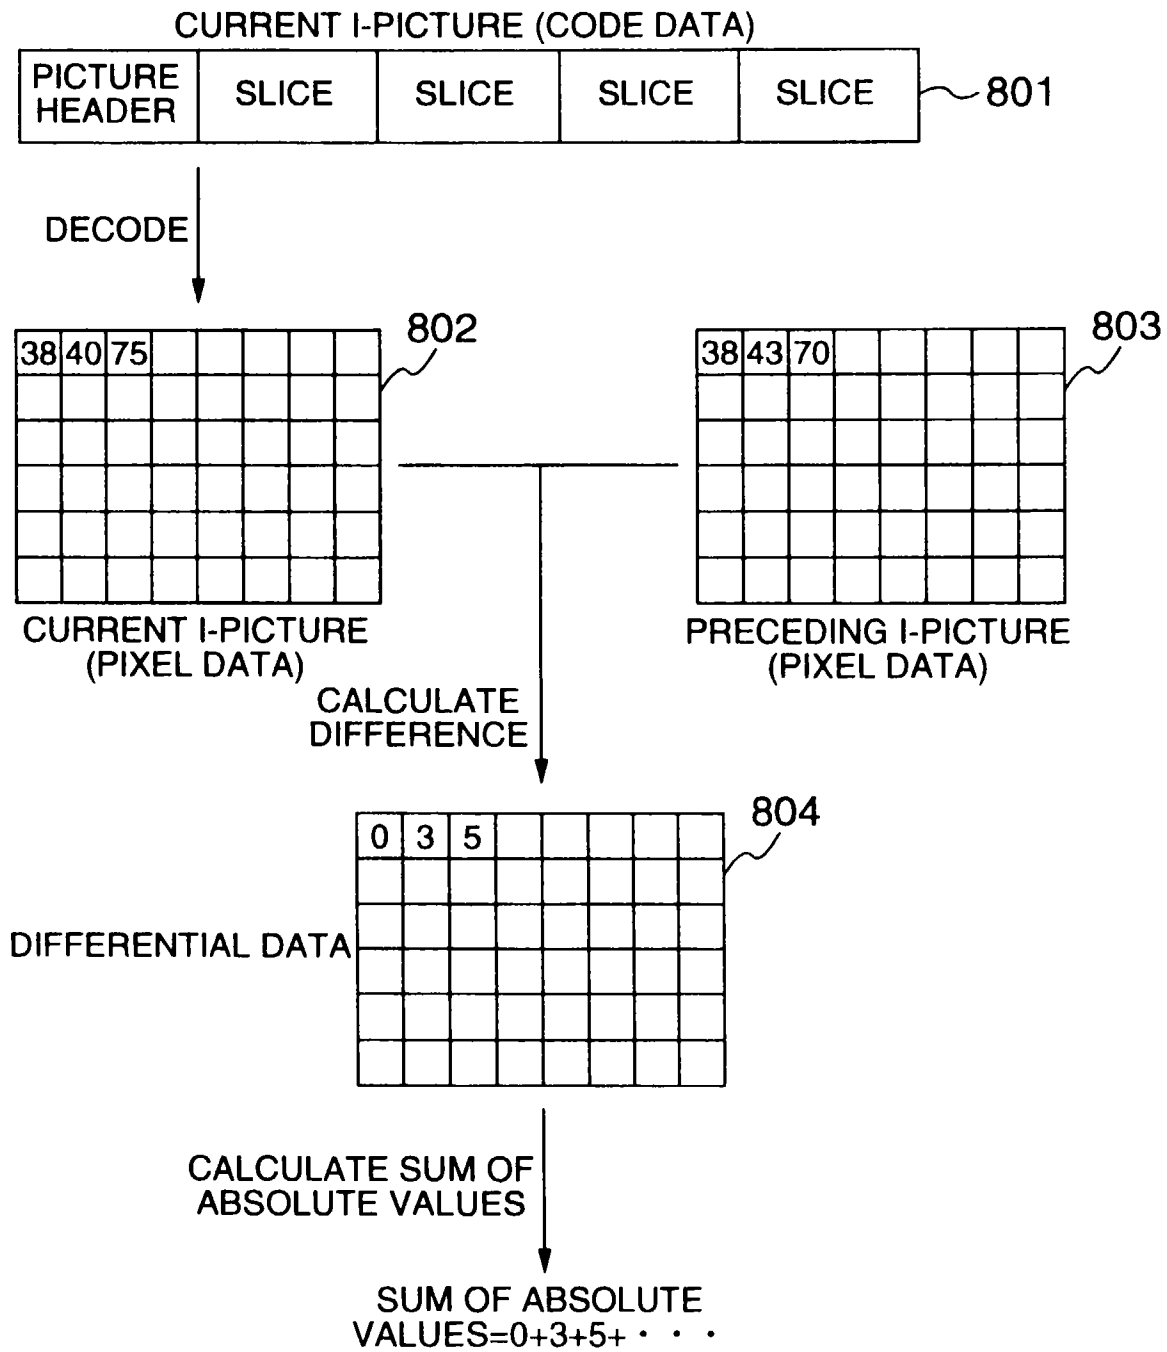 CURRENT I-PICTURE (CODE DATA)
PICTURE
HEADER
SLICE
SLICE
SLICE
SLICE
801
DECODE
802
803
38 40 75
38 43 70
CURRENT I-PICTURE
(PIXEL DATA)
PRECEDING I-PICTURE
(PIXEL DATA)
CALCULATE
DIFFERENCE
804
0 3 5
DIFFERENTIAL DATA
CALCULATE SUM OF
ABSOLUTE VALUES
SUM OF ABSOLUTE
VALUES=0+3+5+ · · ·